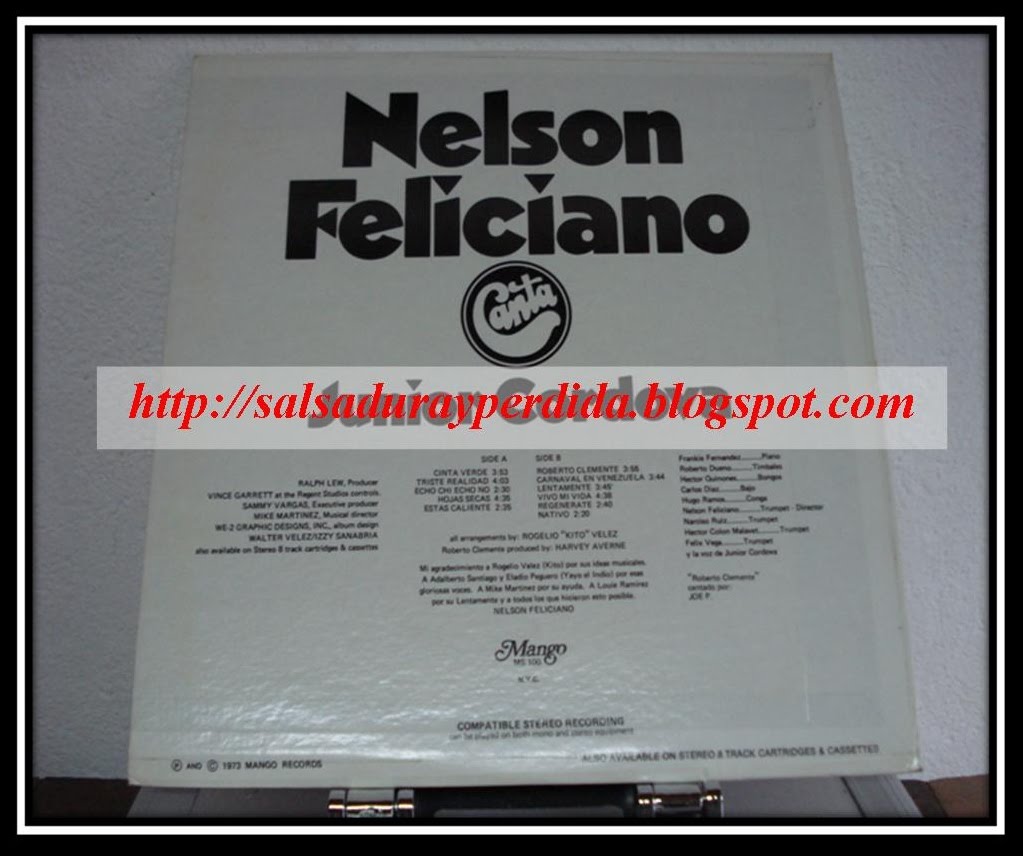 Nelson
Feliciano
Canta
Junior Cordova
http://salsadurayperdida.blogspot.com
RALPH LEW, Producer
VINCE GARRETT at the Regent Studios controls.
SAMMY VARGAS, Executive producer
MIKE MARTINEZ, Musical director
WE-2 GRAPHIC DESIGNS, INC., album design
WALTER VELEZ/IZZY SANABRIA
also available on Stereo 8 track cartridges & cassettes
SIDE A
CINTA VERDE 3:53
TRISTE REALIDAD 4:03
ECHO CHI ECHO NO 2:30
HOJAS SECAS 4:35
ESTAS CALIENTE 2:35
SIDE B
ROBERTO CLEMENTE 3:55
CARNAVAL EN VENEZUELA 3:44
LENTAMENTE 3:45
VIVO MI VIDA 4:38
REGENERATE 2:40
NATIVO 2:20
all arrangements by: ROGELIO "KITO" VELEZ
Roberto Clemente produced by: HARVEY AVERNE
Mi agradecimiento a Rogelio Velez (Kito) por sus ideas musicales.
A Adalberto Santiago y Eladio Peguero (Yayo el Indio) por esas
gloriosas voces. A Mike Martinez por su ayuda. A Louie Ramirez
por su Lentamente y a todos los que hicieron esto posible.
NELSON FELICIANO
Frankie Fernandez......Piano
Roberto Dueno........Timbales
Hector Quinones........Bongos
Carlos Diaz........Bajo
Hugo Ramos........Conga
Nelson Feliciano........Trumpet - Director
Narciso Ruiz........Trumpet
Hector Colon Malavet........Trumpet
Felix Vega........Trumpet
y la voz de Junior Cordova
"Roberto Clemente"
cantado por:
JOE P.
Mango
MS 100
N.Y.C.
COMPATIBLE STEREO RECORDING
can be played on both mono and stereo equipment
Ⓟ AND © 1973 MANGO RECORDS
ALSO AVAILABLE ON STEREO 8 TRACK CARTRIDGES & CASSETTES